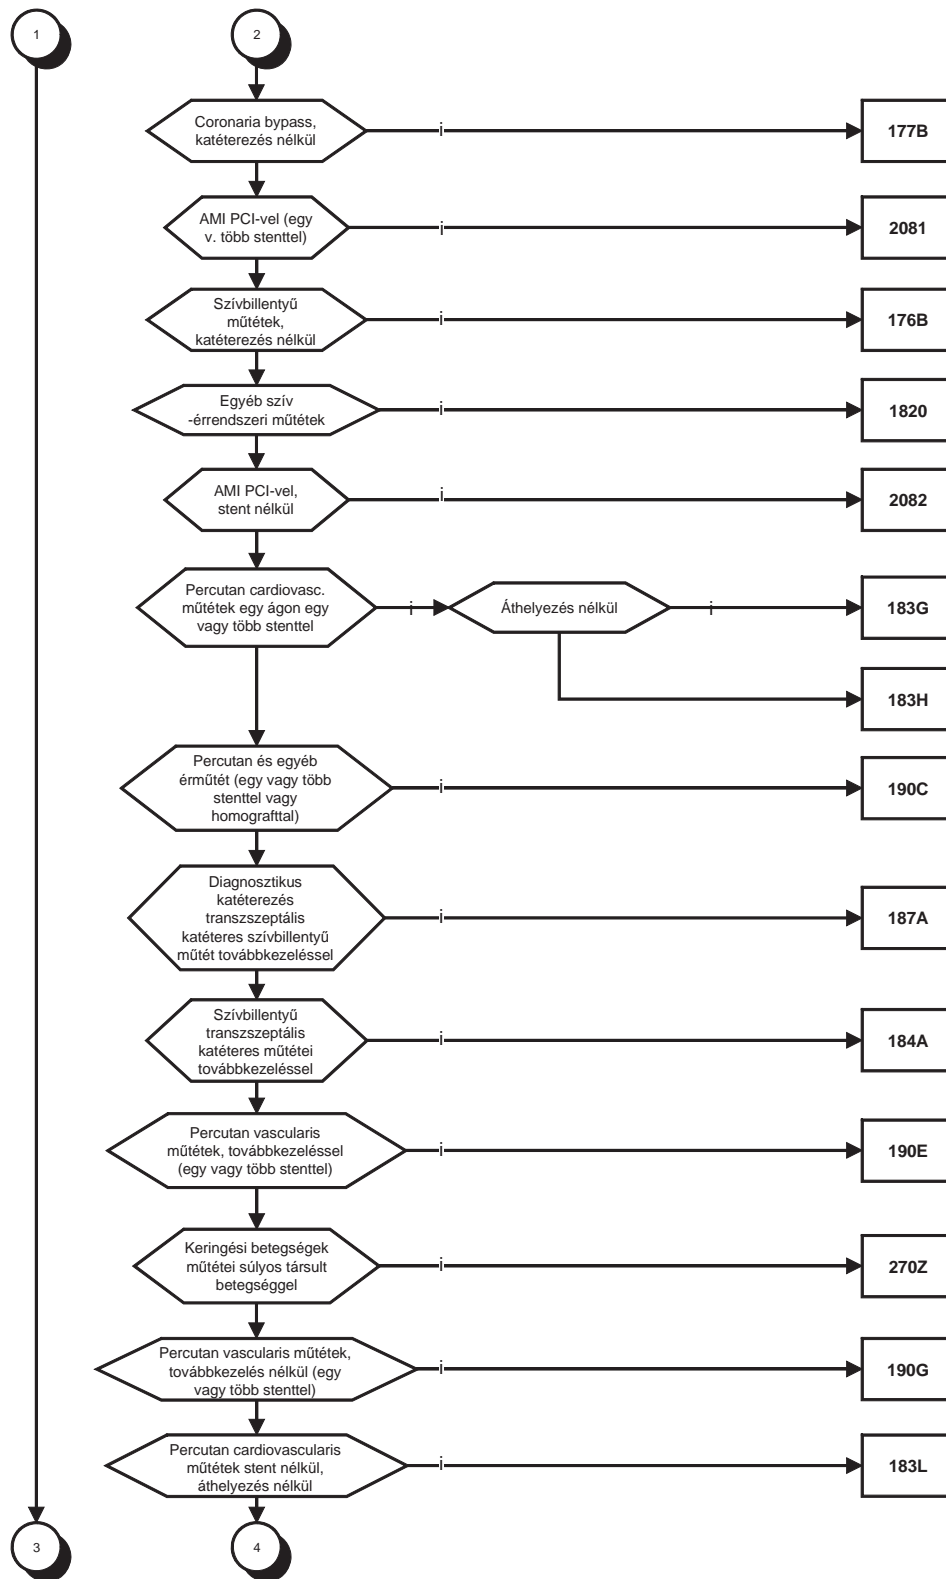 1
2
Coronaria bypass,
katéterezés nélkül
i
177B
AMI PCI-vel (egy
v. több stenttel)
i
2081
Szívbillentyű
műtétek,
katéterezés nélkül
i
176B
Egyéb szív
-érrendszeri műtétek
i
1820
AMI PCI-vel,
stent nélkül
i
2082
Percutan cardiovasc.
műtétek egy ágon egy
vagy több stenttel
i
Áthelyezés nélkül
i
183G
183H
Percutan és egyéb
érműtét (egy vagy több
stenttel vagy
homografttal)
i
190C
Diagnosztikus
katéterezés
transzszeptális
katéteres szívbillentyű
műtét továbbkezeléssel
i
187A
Szívbillentyű
transzszeptális
katéteres műtétei
továbbkezeléssel
i
184A
Percutan vascularis
műtétek, továbbkezeléssel
(egy vagy több stenttel)
i
190E
Keringési betegségek
műtétei súlyos társult
betegséggel
i
270Z
Percutan vascularis műtétek,
továbbkezelés nélkül (egy
vagy több stenttel)
i
190G
Percutan cardiovascularis
műtétek stent nélkül,
áthelyezés nélkül
i
183L
3
4